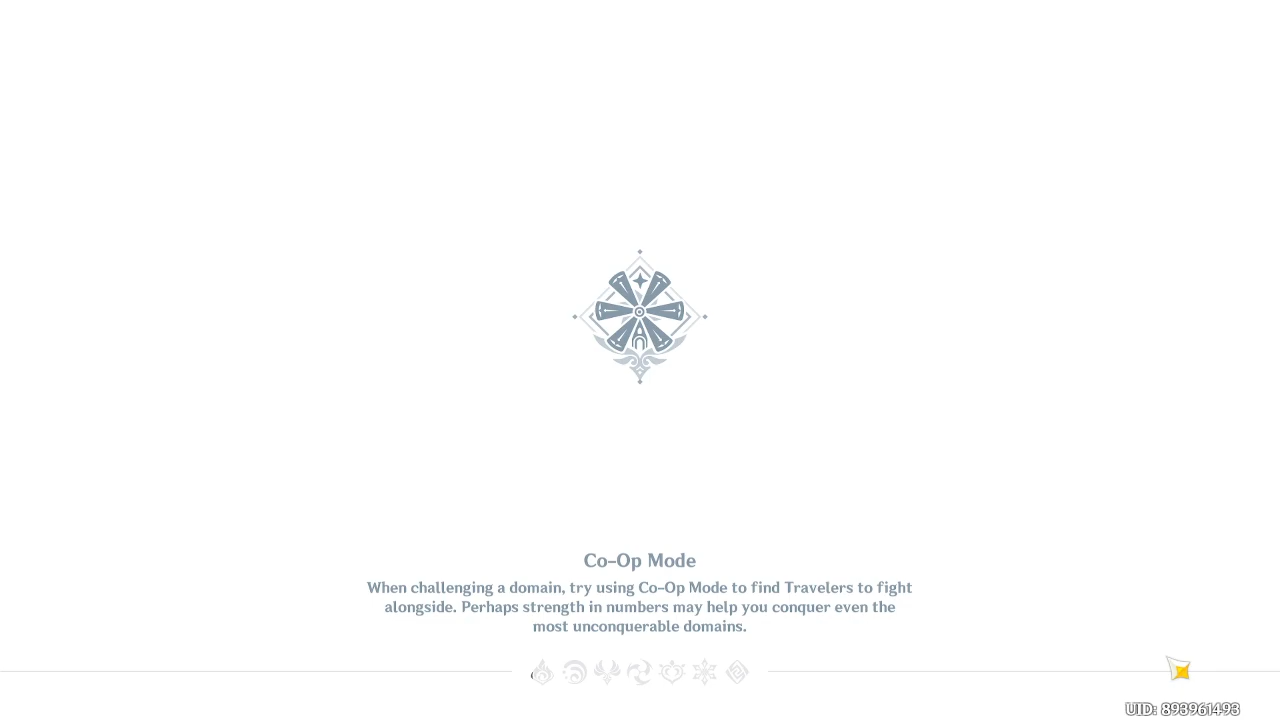 Co-Op Mode
When challenging a domain, try using Co-Op Mode to find Travelers to fight
alongside. Perhaps strength in numbers may help you conquer even the
most unconquerable domains.
UID: 893961493